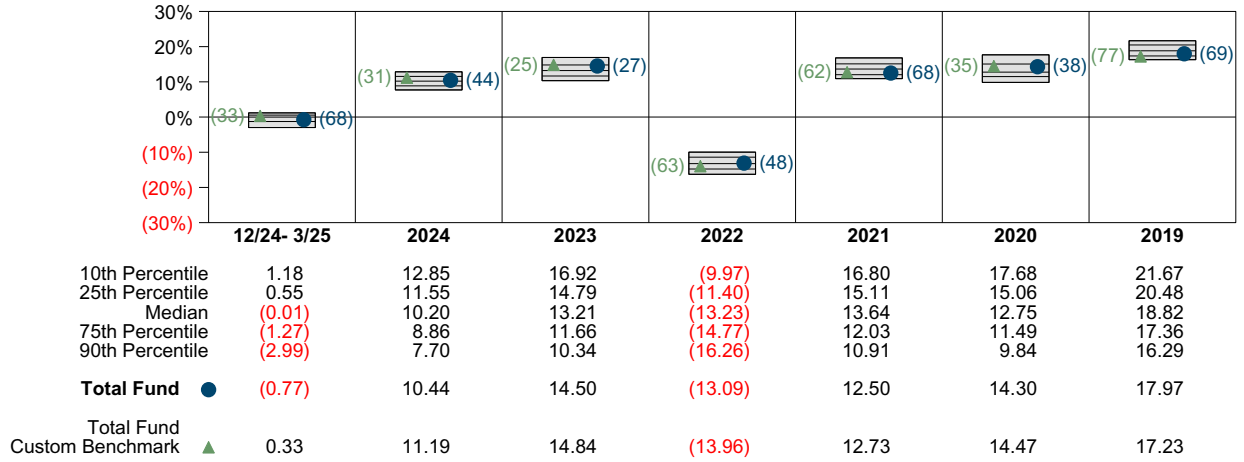 30%
20%
10%
0%
(10%)
(20%)
(30%)
(33) (68) (31) (44) (25) (27) (63) (48) (62) (68) (35) (38) (77) (69)
12/24- 3/25 2024 2023 2022 2021 2020 2019
10th Percentile 1.18 12.85 16.92 (9.97) 16.80 17.68 21.67
25th Percentile 0.55 11.55 14.79 (11.40) 15.11 15.06 20.48
Median (0.01) 10.20 13.21 (13.23) 13.64 12.75 18.82
75th Percentile (1.27) 8.86 11.66 (14.77) 12.03 11.49 17.36
90th Percentile (2.99) 7.70 10.34 (16.26) 10.91 9.84 16.29
Total Fund (0.77) 10.44 14.50 (13.09) 12.50 14.30 17.97
Total Fund
Custom Benchmark 0.33 11.19 14.84 (13.96) 12.73 14.47 17.23